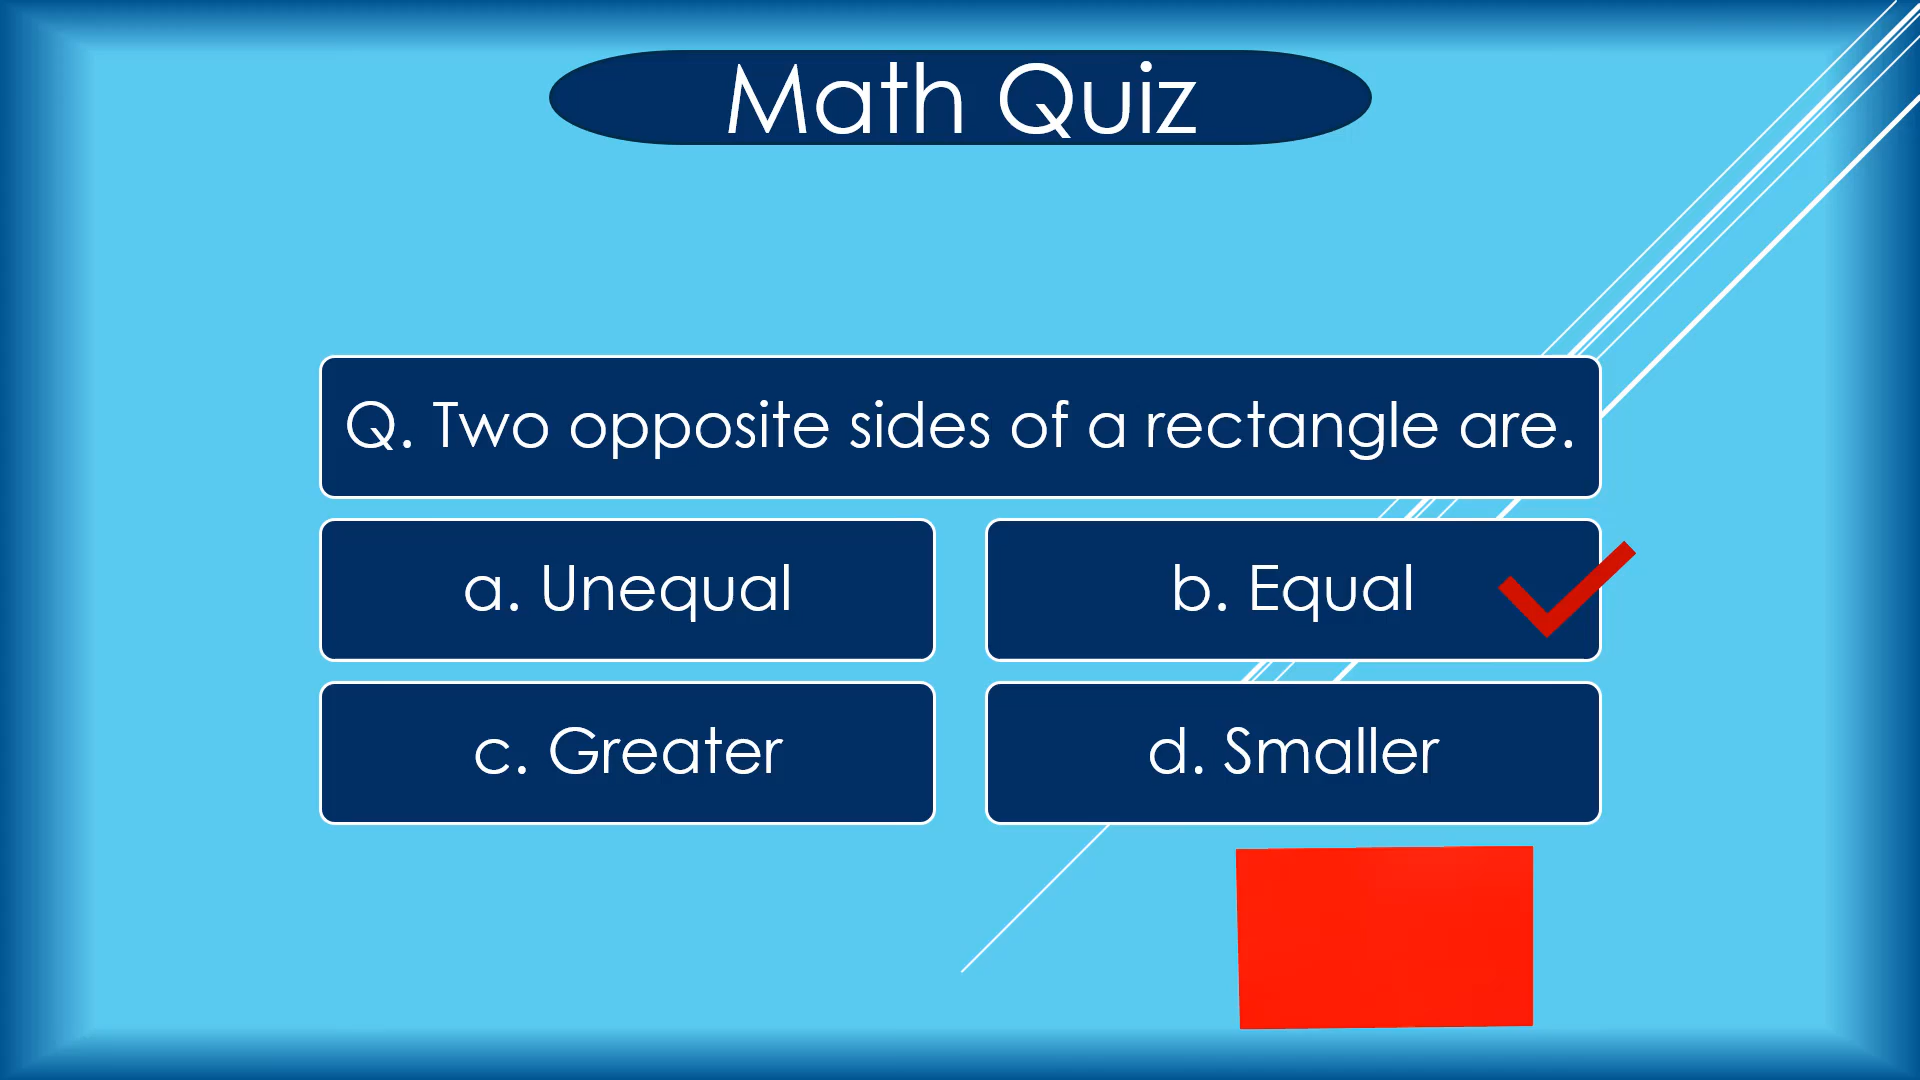 Math Quiz
Q. Two opposite sides of a rectangle are.
a. Unequal
b. Equal
c. Greater
d. Smaller